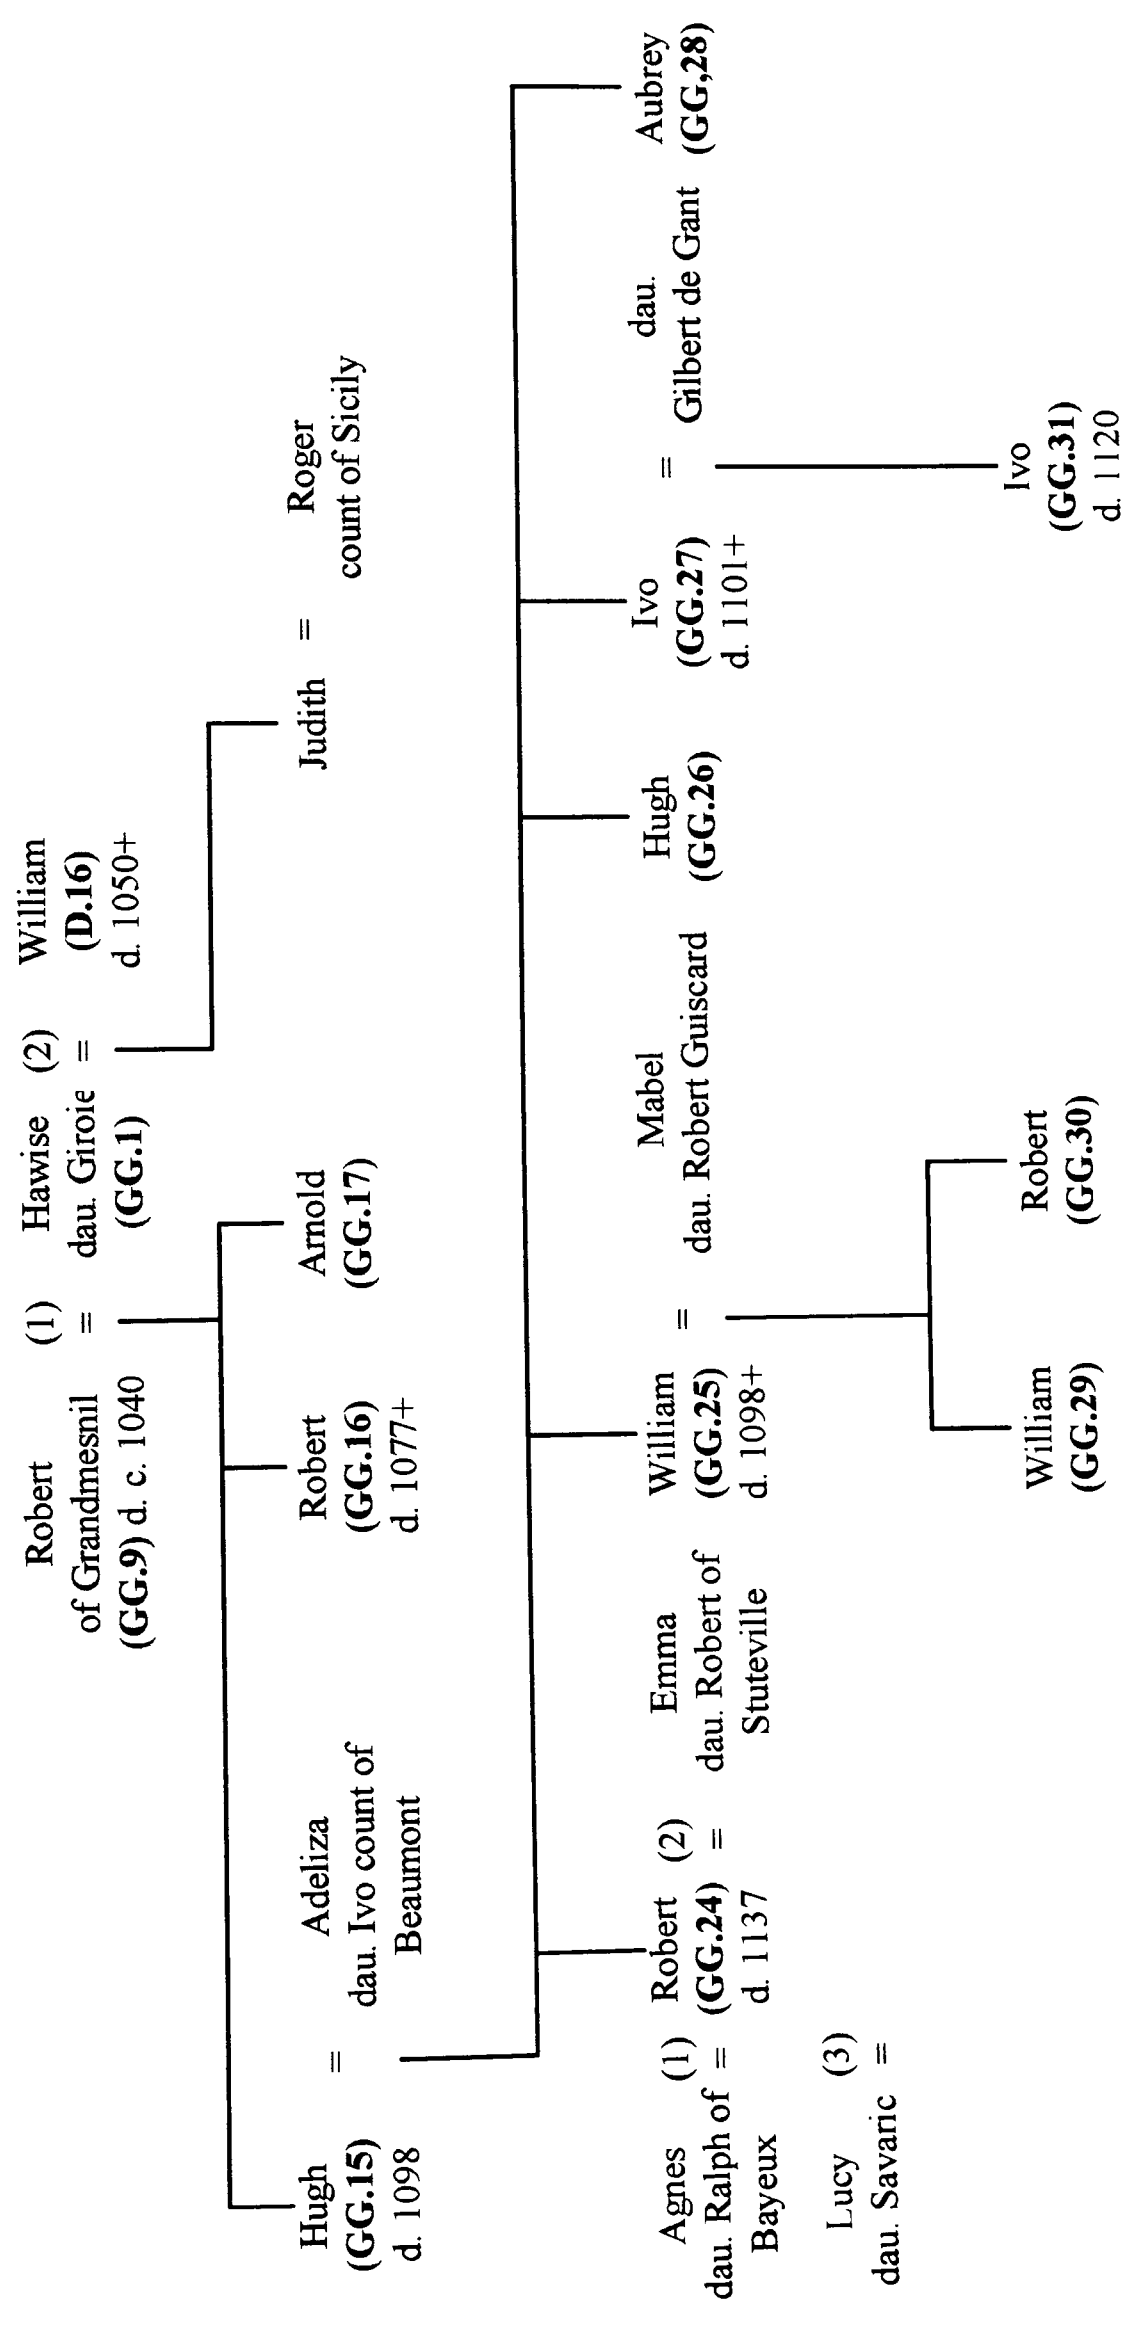 Robert (1) Hawise (2) William
of Grandmesnil = dau. Giroie = (D.16)
(GG.9) d. c. 1040 (GG.1) d. 1050+
Hugh = Adeliza Robert Arnold Judith = Roger
(GG.15) dau. Ivo count of (GG.16) (GG.17) count of Sicily
d. 1098 Beaumont d. 1077+
Agnes (1) Robert (2) Emma William = Mabel Hugh Ivo = dau. Aubrey
dau. Ralph of = (GG.24) = dau. Robert of (GG.25) dau. Robert Guiscard (GG.26) (GG.27) Gilbert de Gant (GG,28)
Bayeux d. 1137 Stuteville d. 1098+ d. 1101+
Lucy (3)
dau. Savaric =
William Robert Ivo
(GG.29) (GG.30) (GG.31)
d. 1120